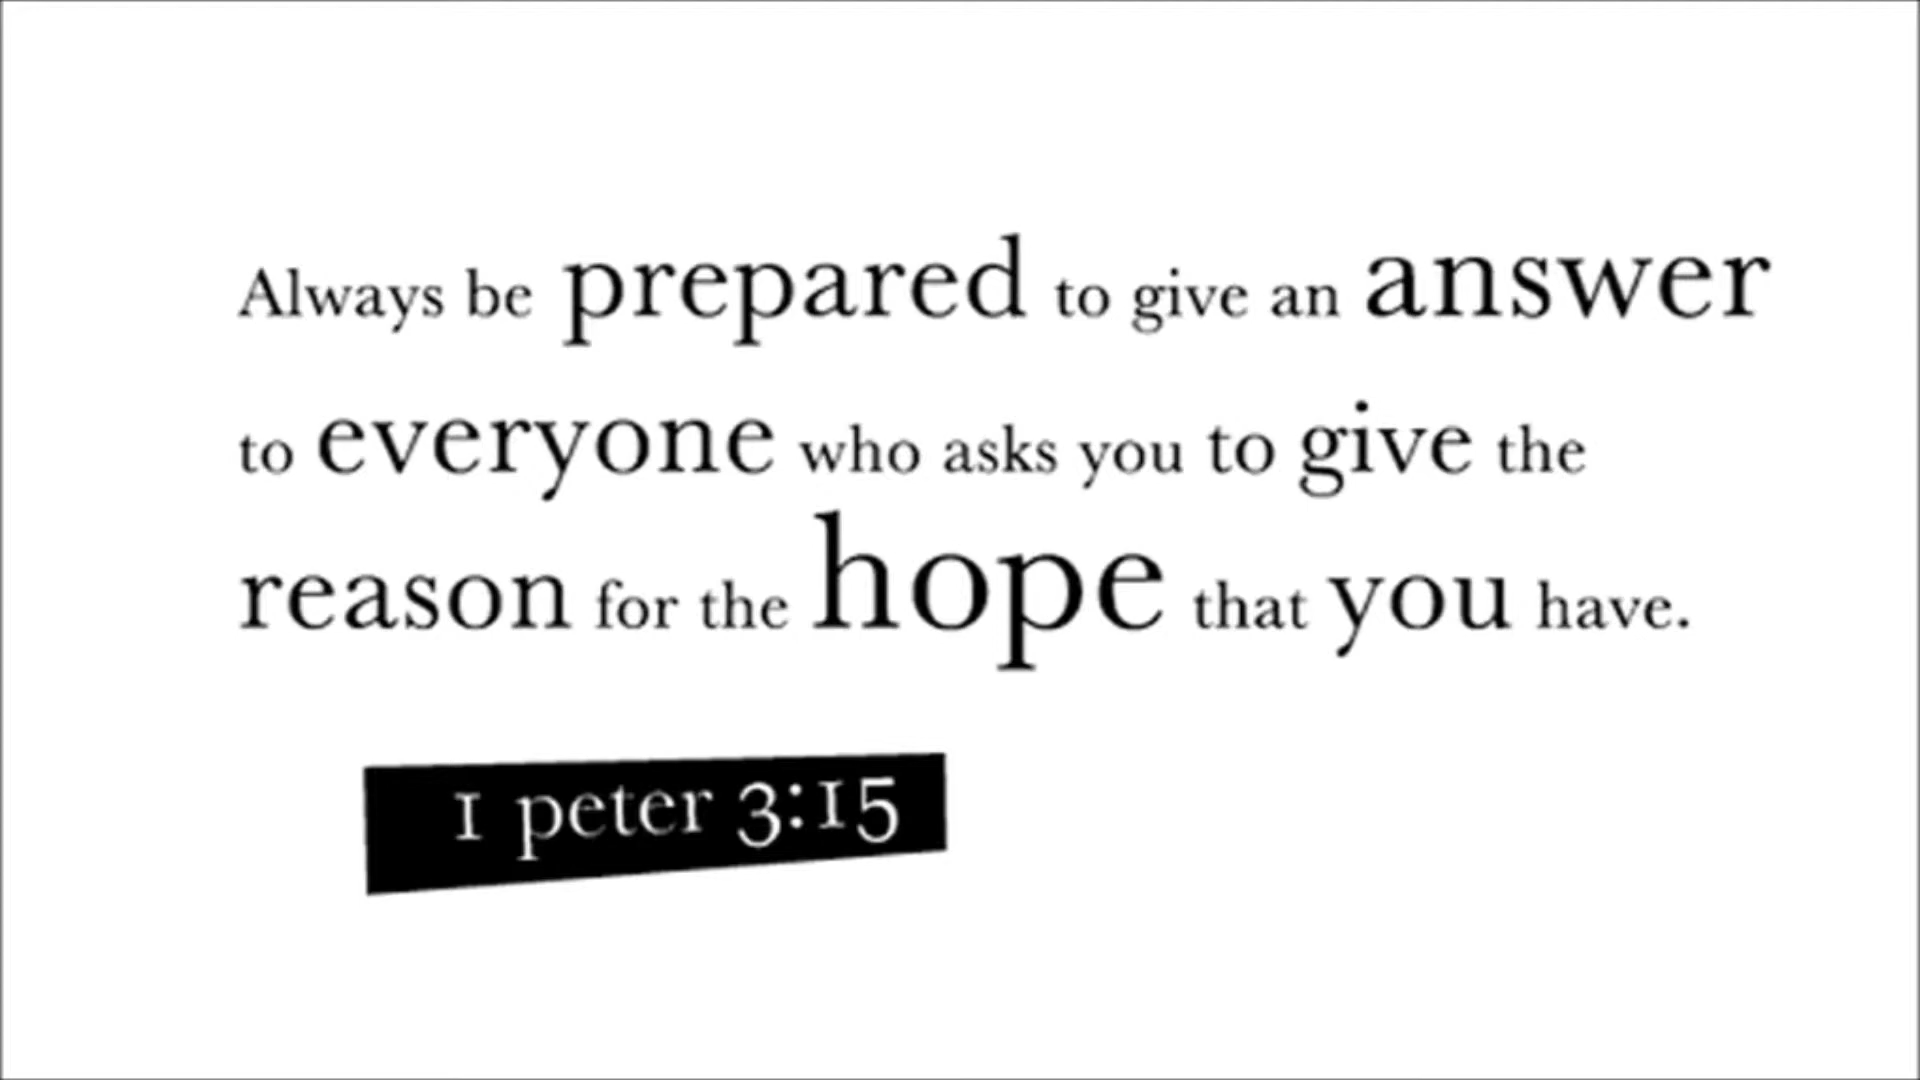 Always be prepared to give an answer
to everyone who asks you to give the
reason for the hope that you have.
1 peter 3:15